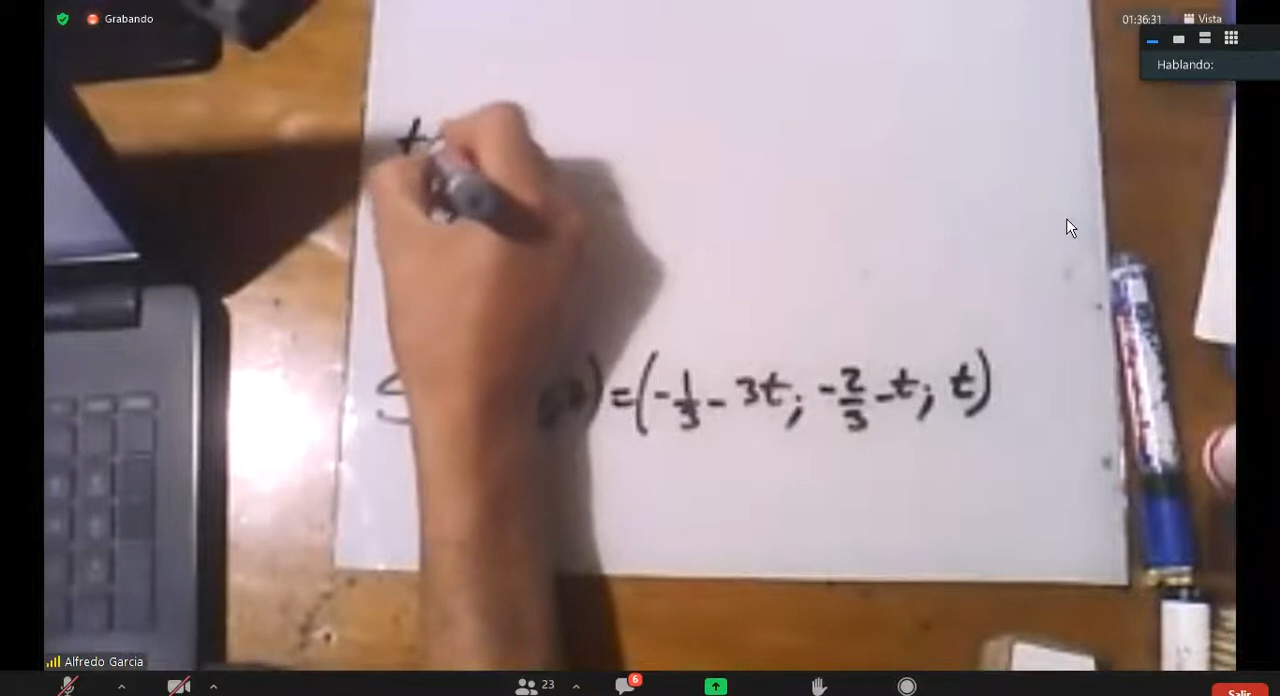 Grabando
01:36:31
Vista
Hablando:
t
S )=(-1/3 - 3t; -2/3 - t; t)
Alfredo Garcia
23
6
Salir